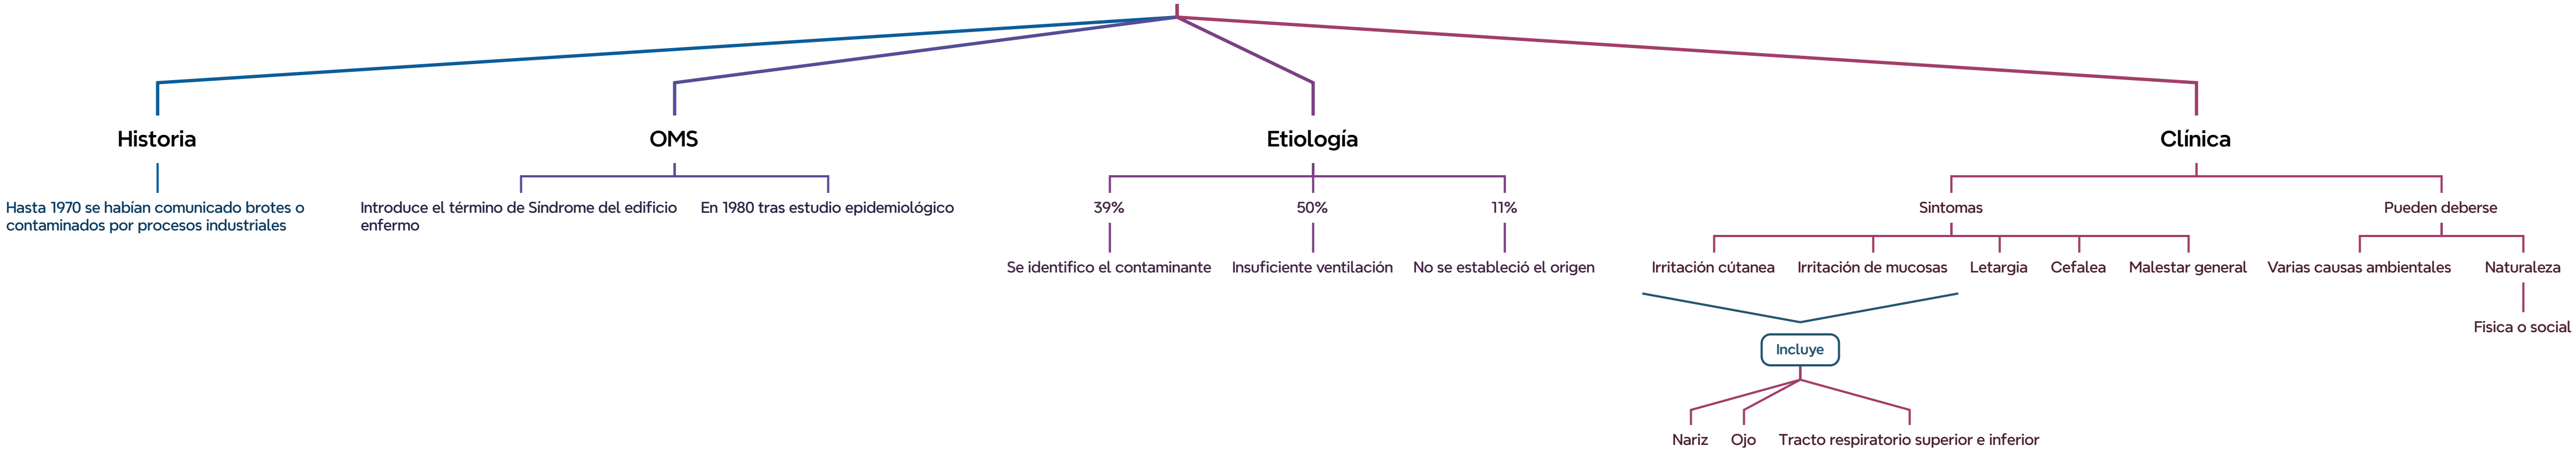 Historia
OMS
Etiología
Clínica
Hasta 1970 se habían comunicado brotes o
contaminados por procesos industriales
Introduce el término de Síndrome del edificio
enfermo
En 1980 tras estudio epidemiológico
39%
50%
11%
Sintomas
Pueden deberse
Se identifico el contaminante
Insuficiente ventilación
No se estableció el origen
Irritación cútanea
Irritación de mucosas
Letargia
Cefalea
Malestar general
Varias causas ambientales
Naturaleza
Fisica o social
Incluye
Nariz
Ojo
Tracto respiratorio superior e inferior